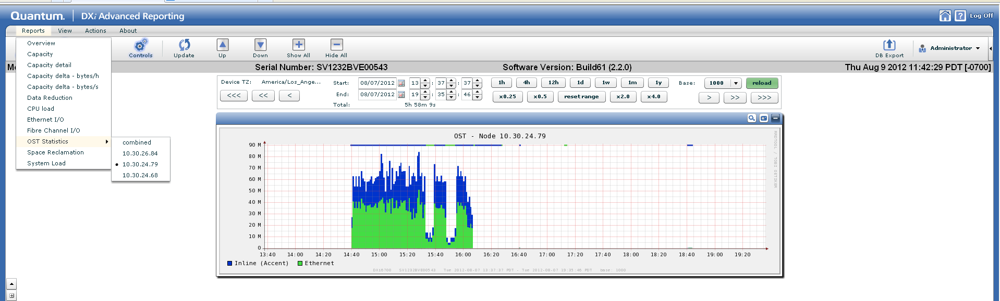 Quantum. DXi Advanced Reporting
Log Off
Reports View Actions About
Overview
Capacity
Capacity detail
Capacity delta - bytes/h
Capacity delta - bytes/s
Data Reduction
CPU load
Ethernet I/O
Fibre Channel I/O
OST Statistics
Space Reclamation
System Load
combined
10.30.26.84
10.30.24.79
10.30.24.68
Controls Update Up Down Show All Hide All DB Export Administrator
Serial Number: SV1232BVE00543 Software Version: Build61 (2.2.0) Thu Aug 9 2012 11:42:29 PDT [-0700]
Device TZ: America/Los_Ange... Start: 08/07/2012 13 : 37 : 37 1h 4h 12h 1d 1w 1m 1y Base: 1000 reload
<<< << < End: 08/07/2012 19 : 35 : 46 x0.25 x0.5 reset range x2.0 x4.0 > >> >>>
Total: 5h 58m 9s
OST - Node 10.30.24.79
90 M
80 M
70 M
60 M
50 M
40 M
30 M
20 M
10 M
0
13:40 14:00 14:20 14:40 15:00 15:20 15:40 16:00 16:20 16:40 17:00 17:20 17:40 18:00 18:20 18:40 19:00 19:20
Inline (Accent) Ethernet
DXi6700 SV1232BVE00543 Tue 2012-08-07 13:37:37 PDT - Tue 2012-08-07 19:35:46 PDT base: 1000
RRDTOOL / TOBI OETIKER